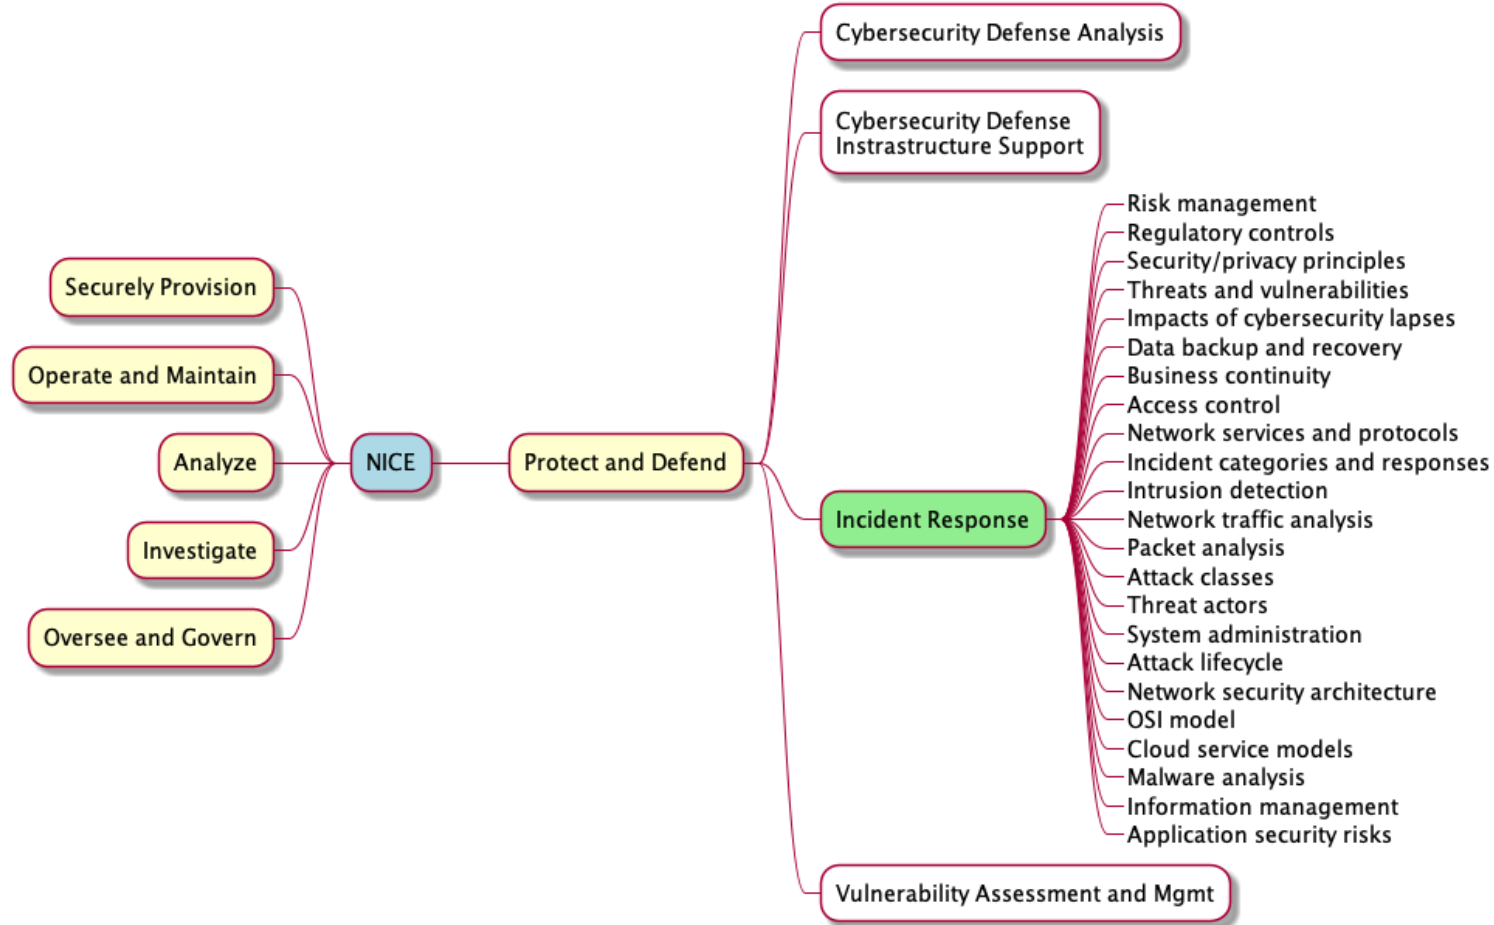 Securely Provision
Operate and Maintain
Analyze
Investigate
Oversee and Govern
NICE
Protect and Defend
Cybersecurity Defense Analysis
Cybersecurity Defense
Instrastructure Support
Incident Response
Risk management
Regulatory controls
Security/privacy principles
Threats and vulnerabilities
Impacts of cybersecurity lapses
Data backup and recovery
Business continuity
Access control
Network services and protocols
Incident categories and responses
Intrusion detection
Network traffic analysis
Packet analysis
Attack classes
Threat actors
System administration
Attack lifecycle
Network security architecture
OSI model
Cloud service models
Malware analysis
Information management
Application security risks
Vulnerability Assessment and Mgmt